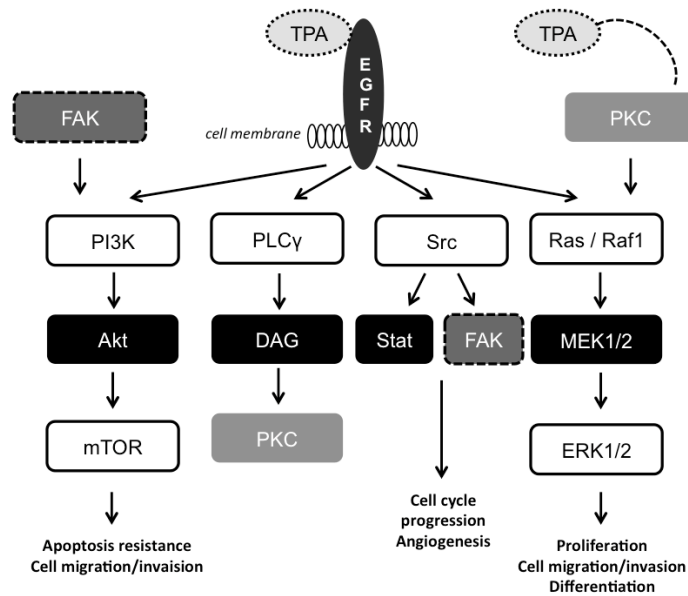 TPA
TPA
EGFR
FAK
PKC
cell membrane
PI3K
PLCγ
Src
Ras / Raf1
Akt
DAG
Stat
FAK
MEK1/2
mTOR
PKC
ERK1/2
Cell cycle
progression
Angiogenesis
Apoptosis resistance
Cell migration/invaision
Proliferation
Cell migration/invasion
Differentiation